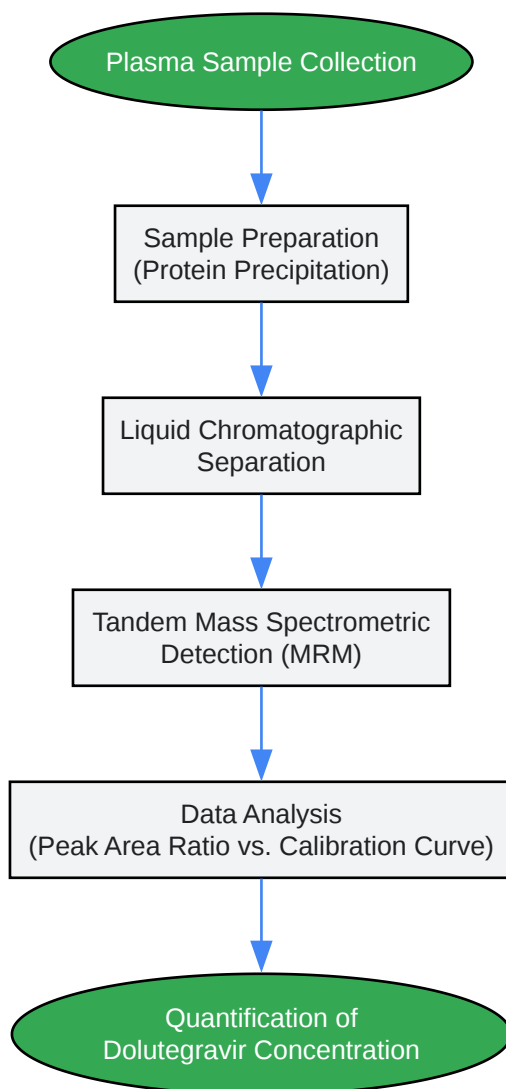 Plasma Sample Collection
Sample Preparation
(Protein Precipitation)
Liquid Chromatographic
Separation
Tandem Mass Spectrometric
Detection (MRM)
Data Analysis
(Peak Area Ratio vs. Calibration Curve)
Quantification of
Dolutegravir Concentration